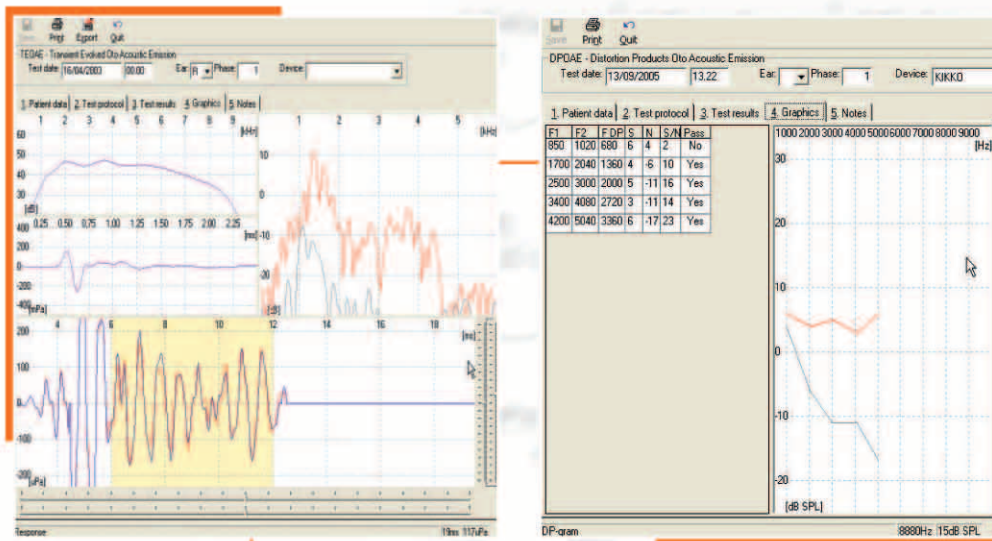 Save Print Export Quit
TEOAE - Transient Evoked Oto Acoustic Emission
Test date: 16/04/2003 00.00 Ear: R Phase: 1 Device:
1. Patient data 2. Test protocol 3. Test results 4. Graphics 5. Notes
1 2 3 4 5 6 7 8 9 [kHz]
60
50
40
30
[dB]
0.25 0.50 0.75 1.00 1.25 1.50 1.75 2.00 2.25 [ms]
400
200
0
-200
-400
[mPa]
1 2 3 4 5 [kHz]
10
0
-10
-20
[dB]
4 6 8 10 12 14 16 18 [ms]
200
100
0
-100
-200
[uPa]
Response 19ms 117uPa
Save Print Quit
DPOAE - Distortion Products Oto Acoustic Emission
Test date: 13/09/2005 13.22 Ear: Phase: 1 Device: KIKKO
1. Patient data 2. Test protocol 3. Test results 4. Graphics 5. Notes
F1 F2 F DP S N S/N Pass
850 1020 680 6 4 2 No
1700 2040 1360 4 -6 10 Yes
2500 3000 2000 5 -11 16 Yes
3400 4080 2720 3 -11 14 Yes
4200 5040 3360 6 -17 23 Yes
1000 2000 3000 4000 5000 6000 7000 8000 9000
[Hz]
30
20
10
0
-10
-20
[dB SPL]
DP-gram 8880Hz 15dB SPL